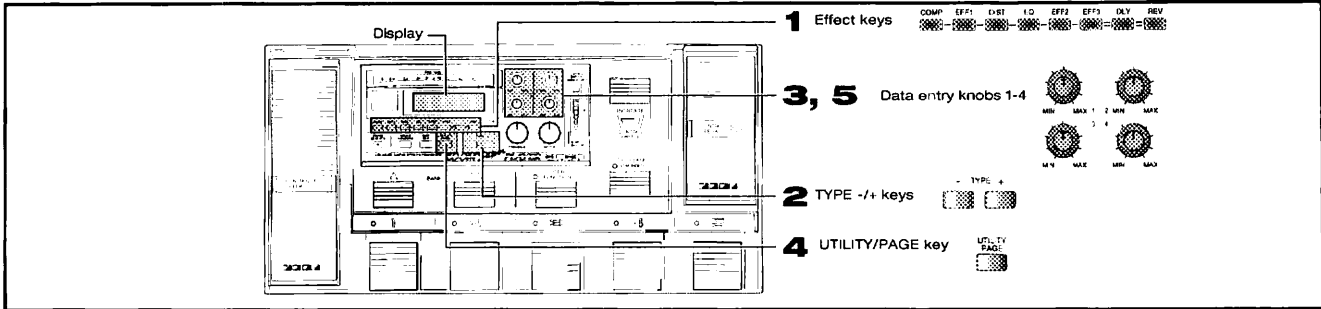 Display
1 Effect keys
COMP EFF1 DIST EQ EFF2 EFF3 DLY REV
3, 5 Data entry knobs 1-4
MIN MAX 1 2 MIN MAX
3 4
MIN MAX MIN MAX
2 TYPE -/+ keys
- TYPE +
4 UTILITY/PAGE key
UTILITY
PAGE
ZOOM
ZOOM